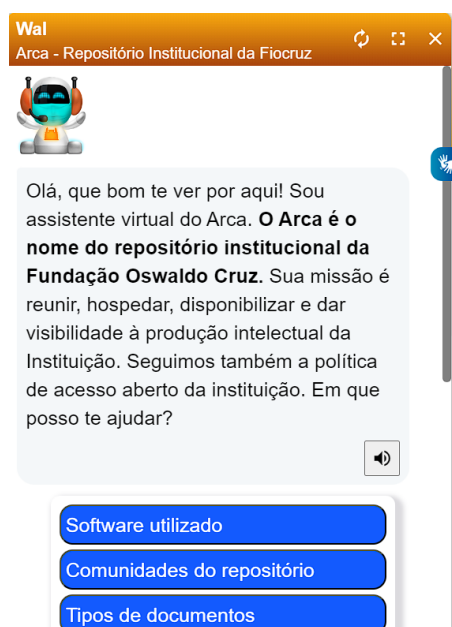 Wal
Arca - Repositório Institucional da Fiocruz
Olá, que bom te ver por aqui! Sou
assistente virtual do Arca. O Arca é o
nome do repositório institucional da
Fundação Oswaldo Cruz. Sua missão é
reunir, hospedar, disponibilizar e dar
visibilidade à produção intelectual da
Instituição. Seguimos também a política
de acesso aberto da instituição. Em que
posso te ajudar?
Software utilizado
Comunidades do repositório
Tipos de documentos